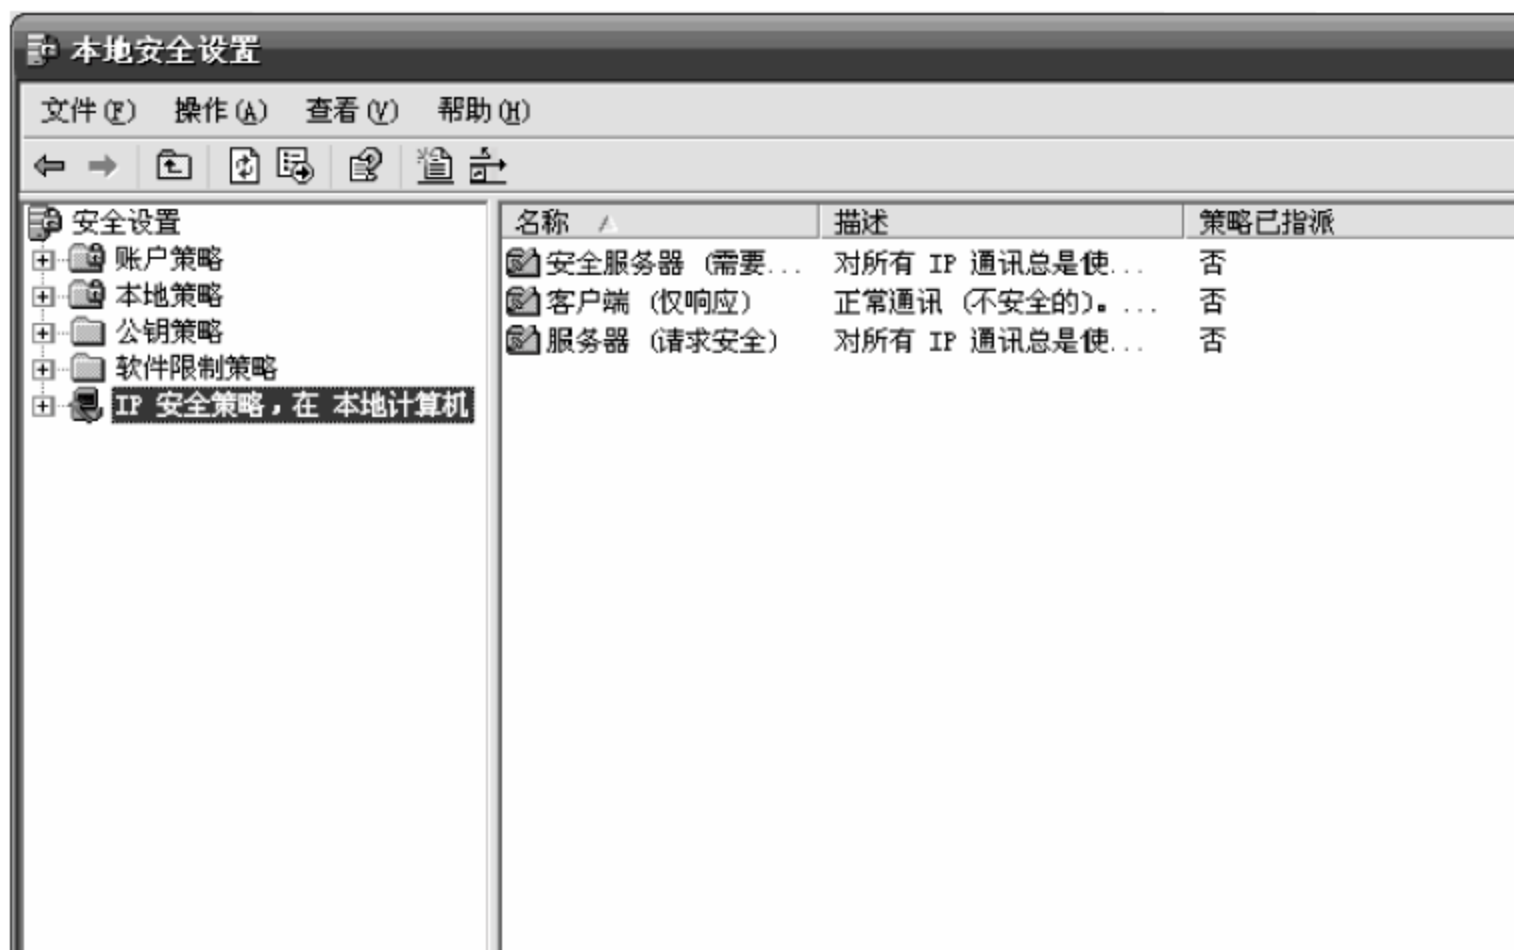 本地安全设置
文件(F) 操作(A) 查看(V) 帮助(H)
安全设置
账户策略
本地策略
公钥策略
软件限制策略
IP 安全策略,在 本地计算机
名称 描述 策略已指派
安全服务器 (需要... 对所有 IP 通讯总是使... 否
客户端 (仅响应) 正常通讯 (不安全的)。... 否
服务器 (请求安全) 对所有 IP 通讯总是使... 否